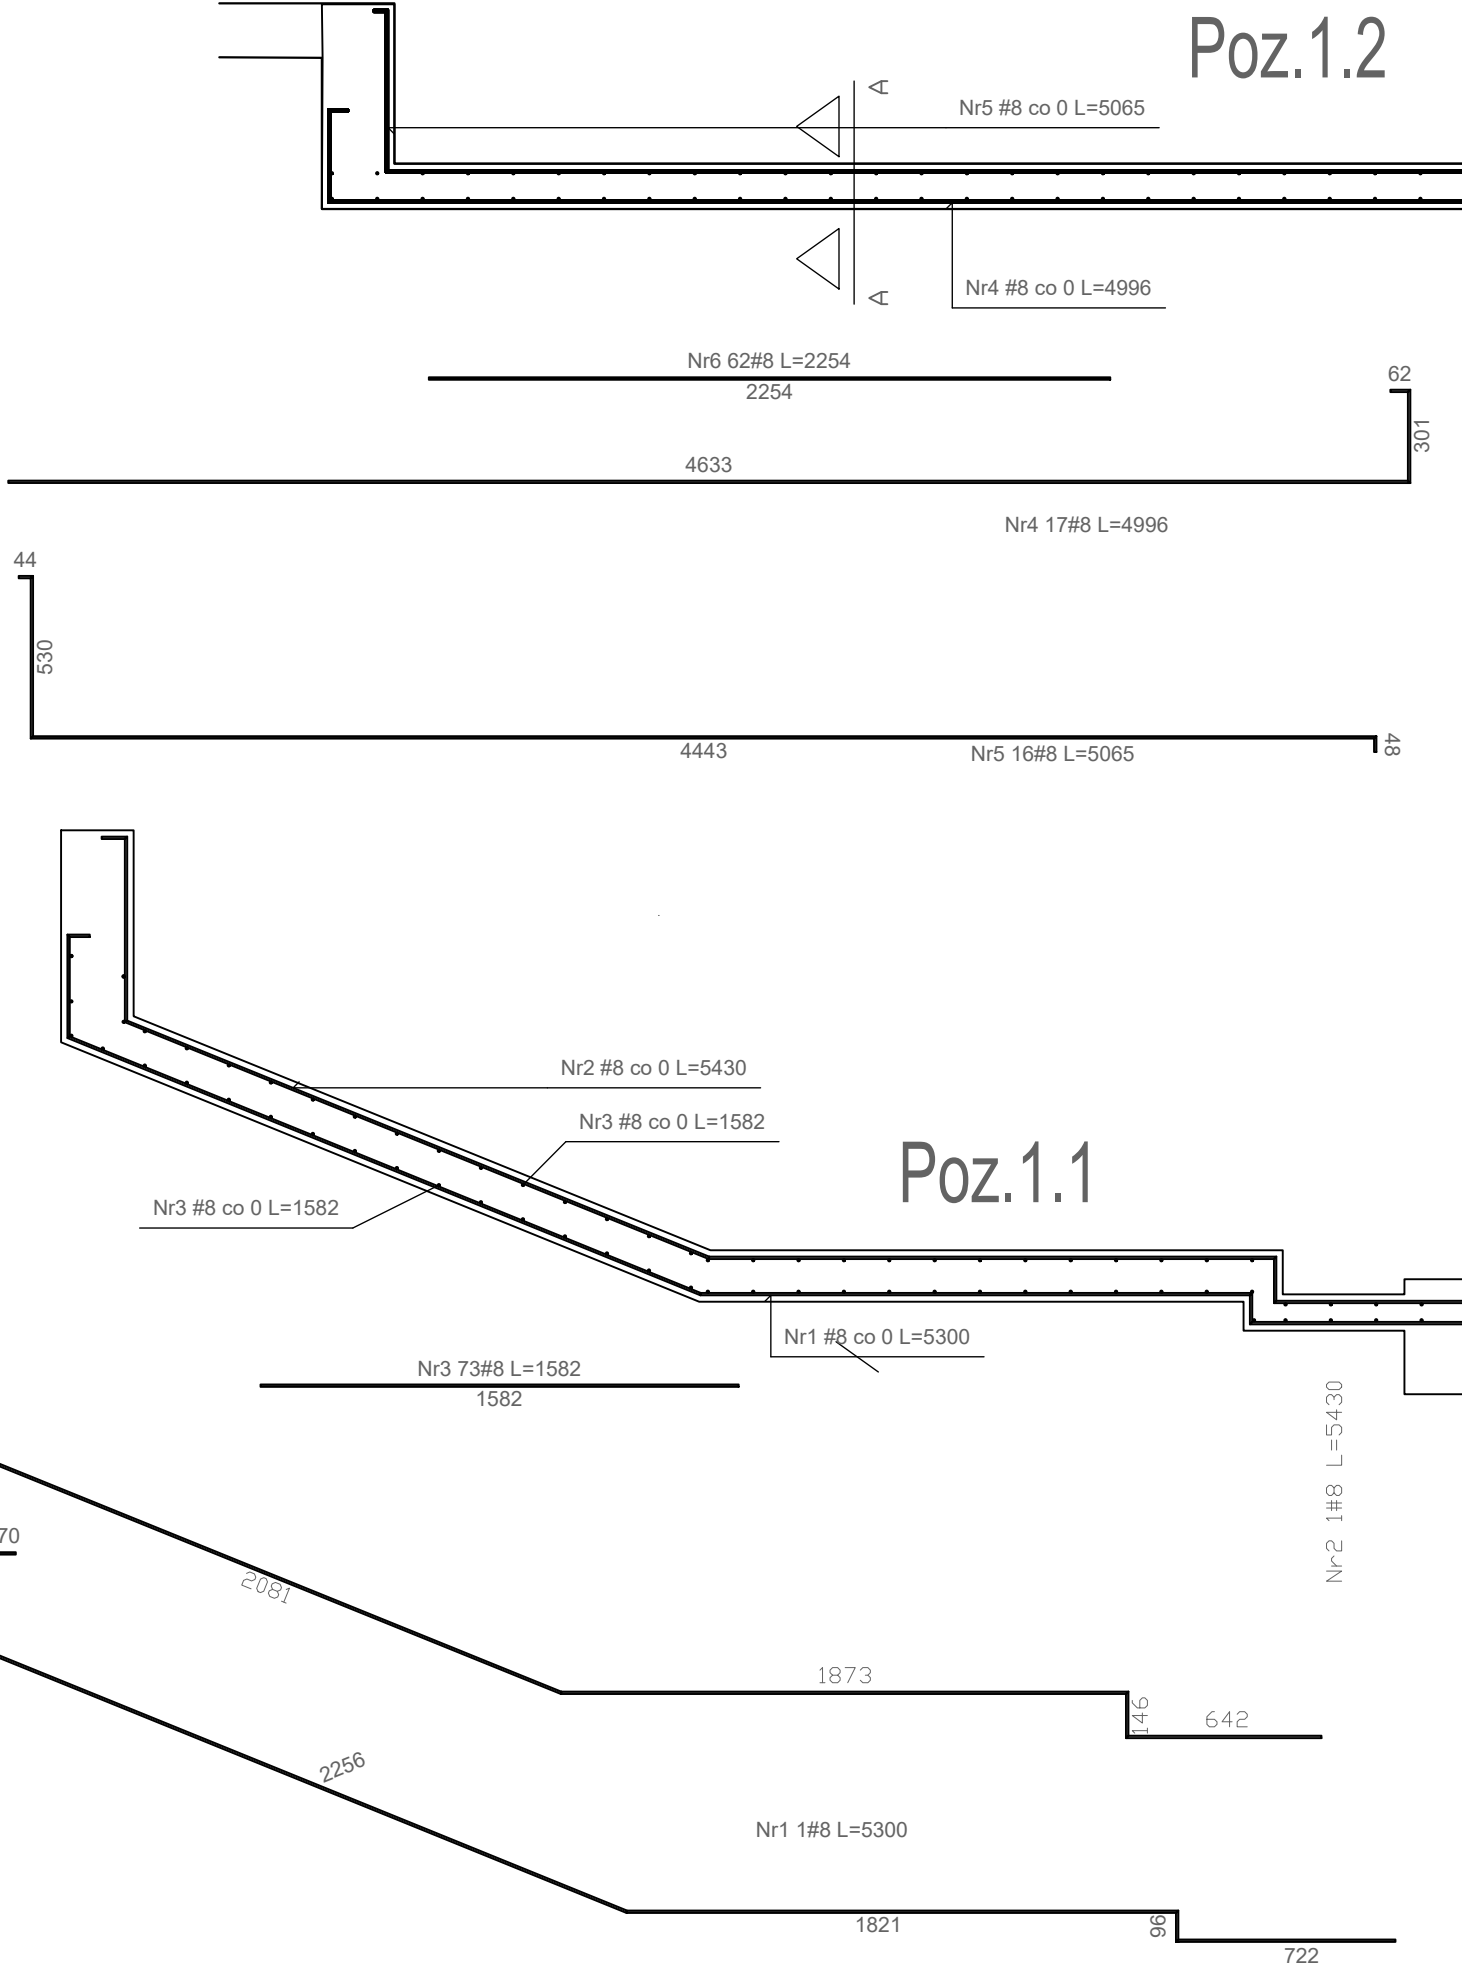 Poz.1.2
A
Nr5 #8 co 0 L=5065
Nr4 #8 co 0 L=4996
A
Nr6 62#8 L=2254
2254
62
301
4633
Nr4 17#8 L=4996
44
530
4443
Nr5 16#8 L=5065
48
Nr2 #8 co 0 L=5430
Nr3 #8 co 0 L=1582
Poz.1.1
Nr3 #8 co 0 L=1582
Nr1 #8 co 0 L=5300
Nr3 73#8 L=1582
1582
Nr2 1#8 L=5430
70
2081
1873
146
642
2256
Nr1 1#8 L=5300
1821
96
722